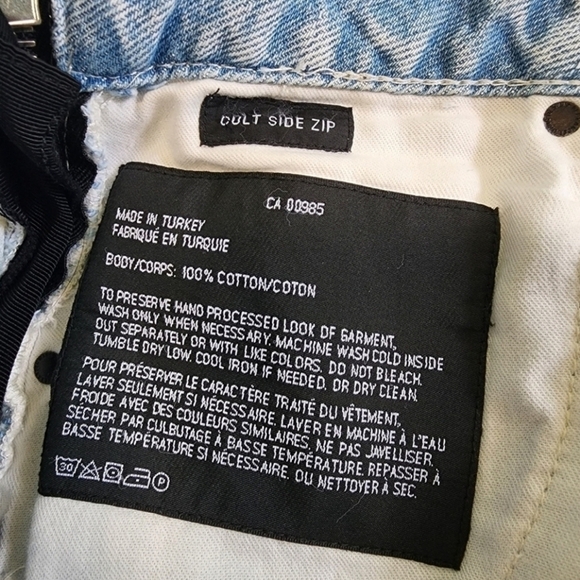 CULT SIDE ZIP
CA 00985
MADE IN TURKEY
FABRIQUÉ EN TURQUIE
BODY/CORPS: 100% COTTON/COTON
TO PRESERVE HAND PROCESSED LOOK OF GARMENT,
WASH ONLY WHEN NECESSARY. MACHINE WASH COLD INSIDE
OUT SEPARATELY OR WITH LIKE COLORS. DO NOT BLEACH.
TUMBLE DRY LOW. COOL IRON IF NEEDED. OR DRY CLEAN.
POUR PRÉSERVER LE CARACTÈRE TRAITÉ DU VÊTEMENT,
LAVER SEULEMENT SI NÉCESSAIRE. LAVER EN MACHINE À L'EAU
FROIDE AVEC DES COULEURS SIMILAIRES, NE PAS JAVELLISER.
SÉCHER PAR CULBUTAGE À BASSE TEMPÉRATURE. REPASSER À
BASSE TEMPÉRATURE SI NÉCESSAIRE. OU NETTOYER À SEC.
30 P